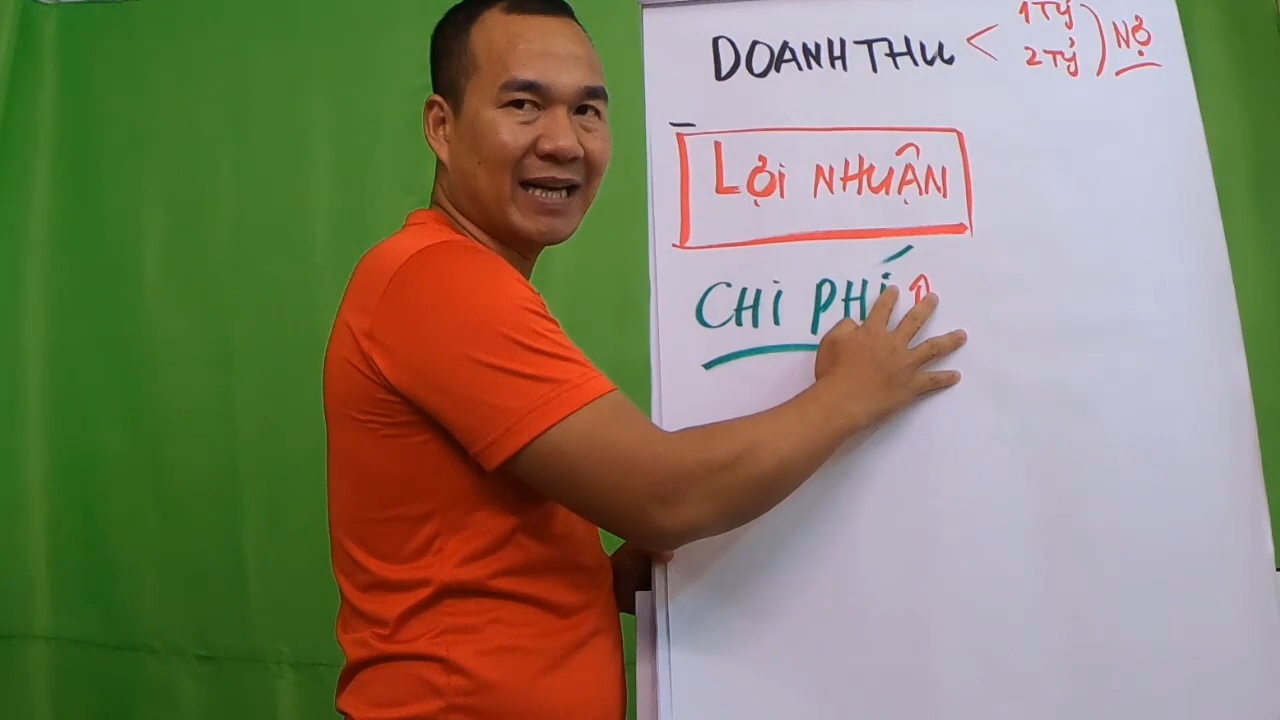 DOANH THU < 1 Tỷ
2 Tỷ ) NỢ
LỢi NHUẬN
CHi PHÍ